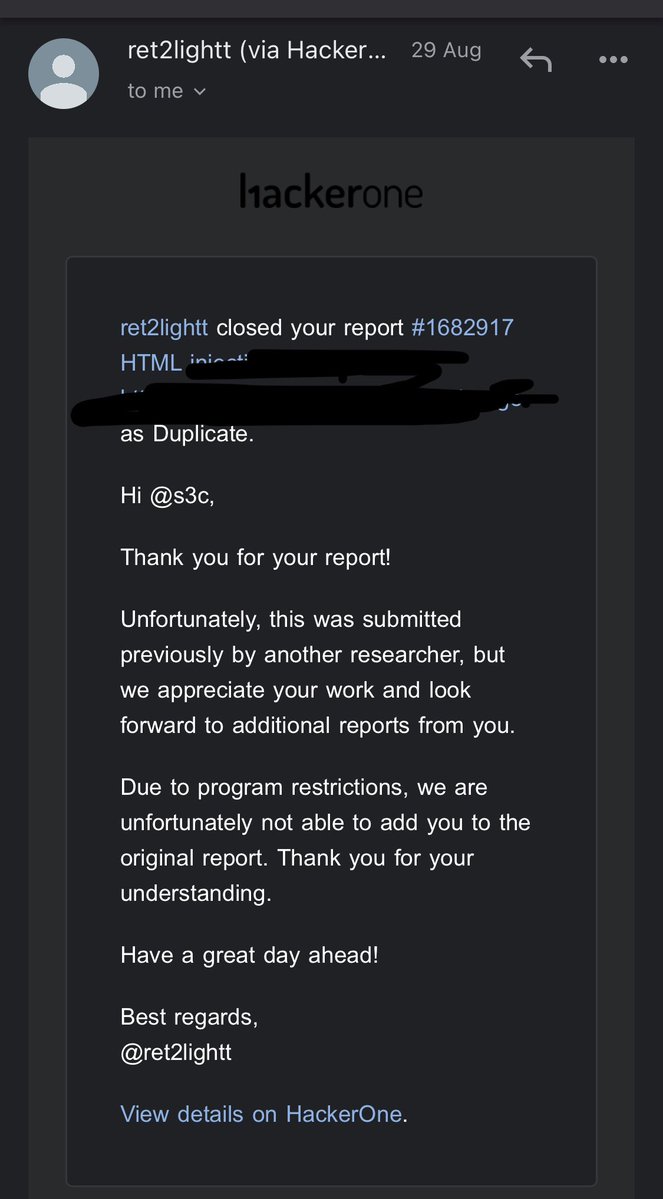 ret2lightt (via Hacker... 29 Aug
to me
hackerone
ret2lightt closed your report #1682917
HTML
as Duplicate.
Hi @s3c,
Thank you for your report!
Unfortunately, this was submitted
previously by another researcher, but
we appreciate your work and look
forward to additional reports from you.
Due to program restrictions, we are
unfortunately not able to add you to the
original report. Thank you for your
understanding.
Have a great day ahead!
Best regards,
@ret2lightt
View details on HackerOne.